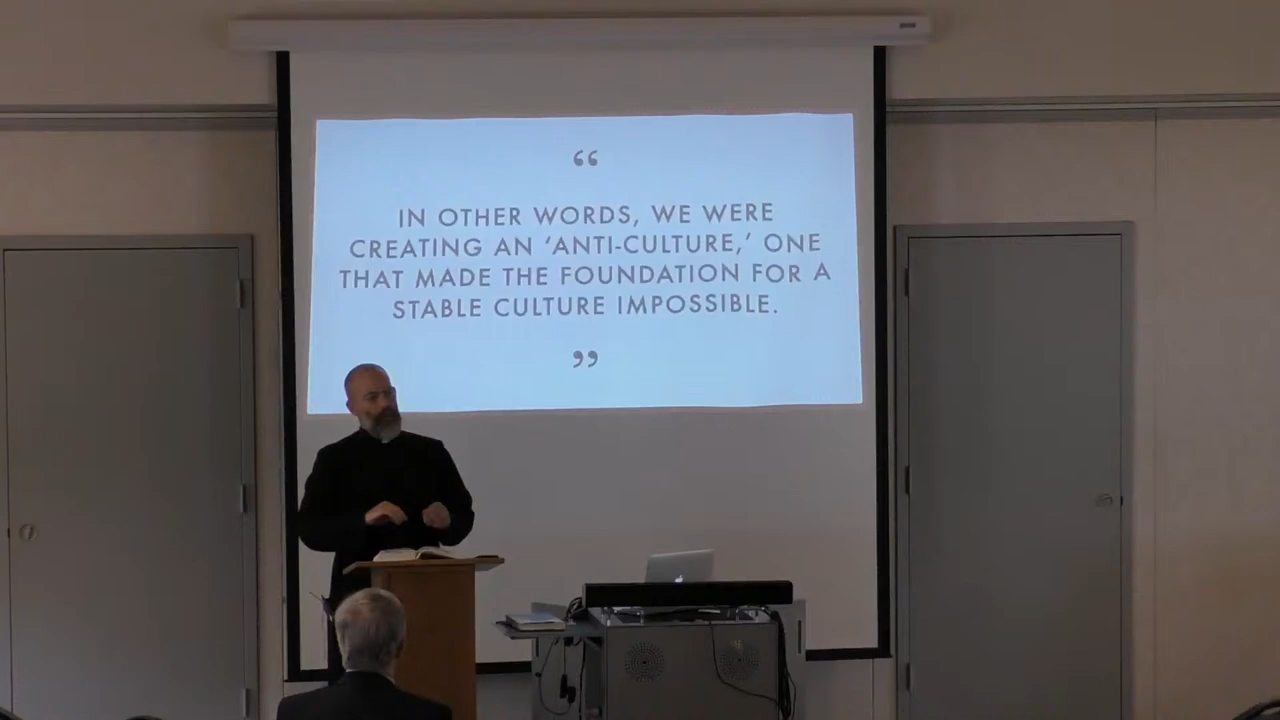 “
IN OTHER WORDS, WE WERE
CREATING AN ‘ANTI-CULTURE,’ ONE
THAT MADE THE FOUNDATION FOR A
STABLE CULTURE IMPOSSIBLE.
”